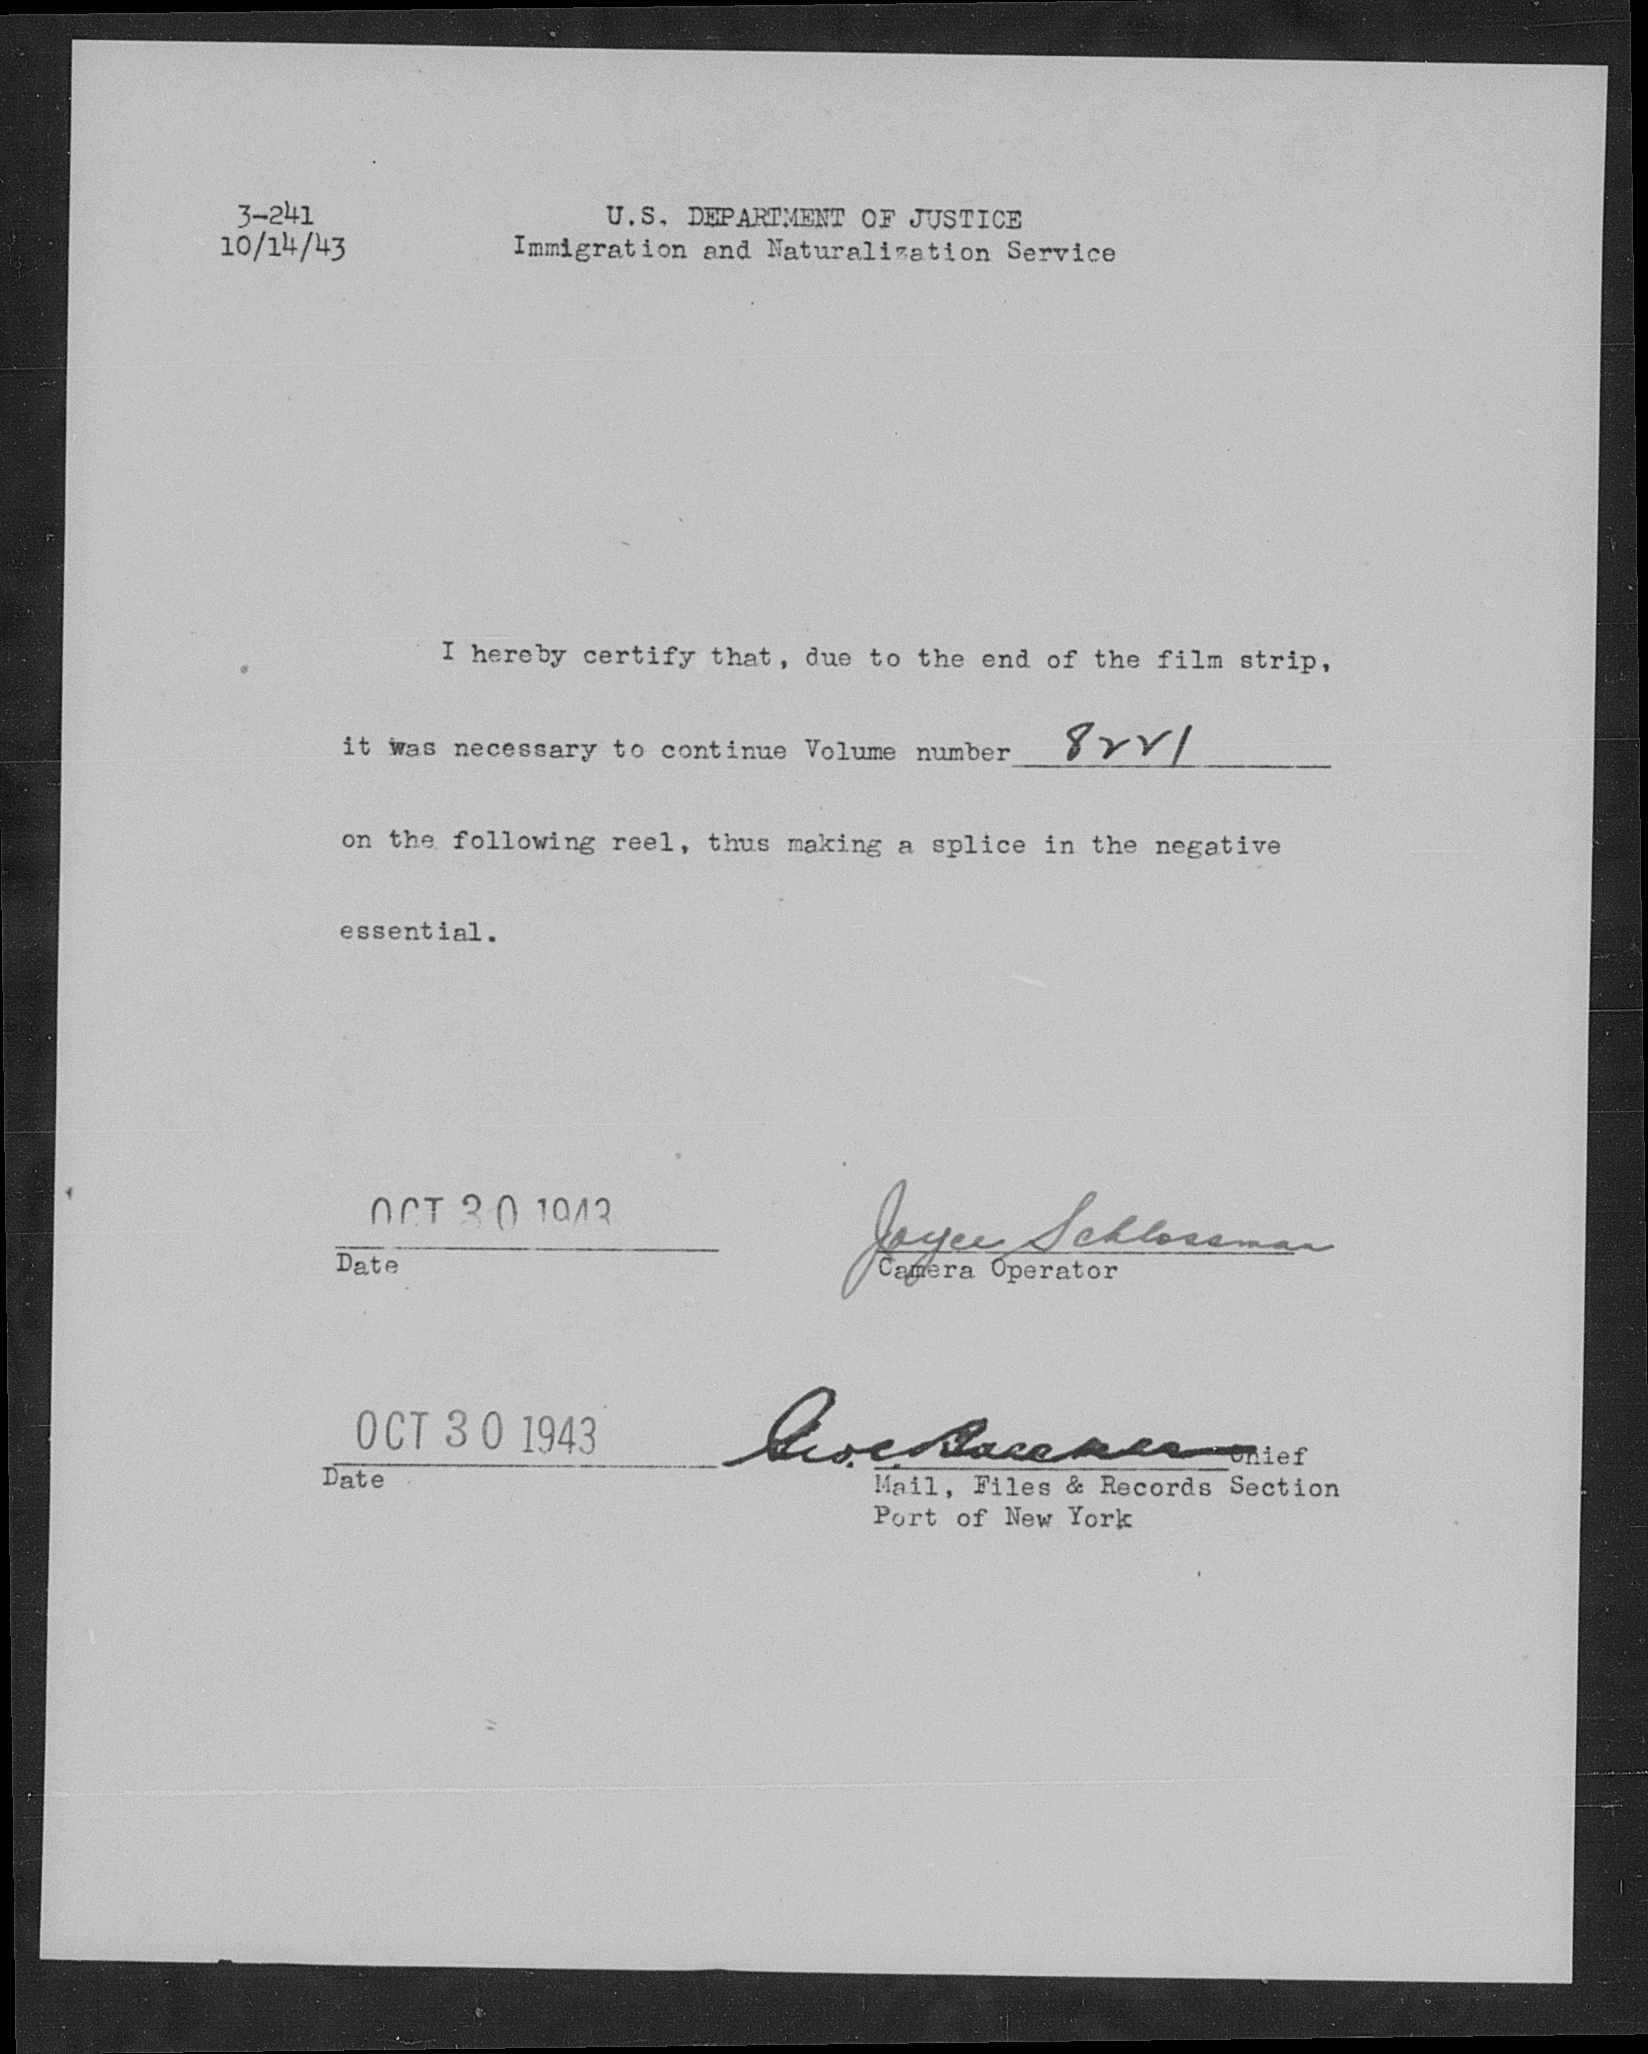 3-241
10/14/43
U.S. DEPARTMENT OF JUSTICE
Immigration and Naturalization Service
I hereby certify that, due to the end of the film strip,
it was necessary to continue Volume number 8221
on the following reel, thus making a splice in the negative
essential.
OCT 30 1943
Date
Joyce Schlossman
Camera Operator
OCT 30 1943
Date
Geo. C. Chief
Mail, Files & Records Section
Port of New York